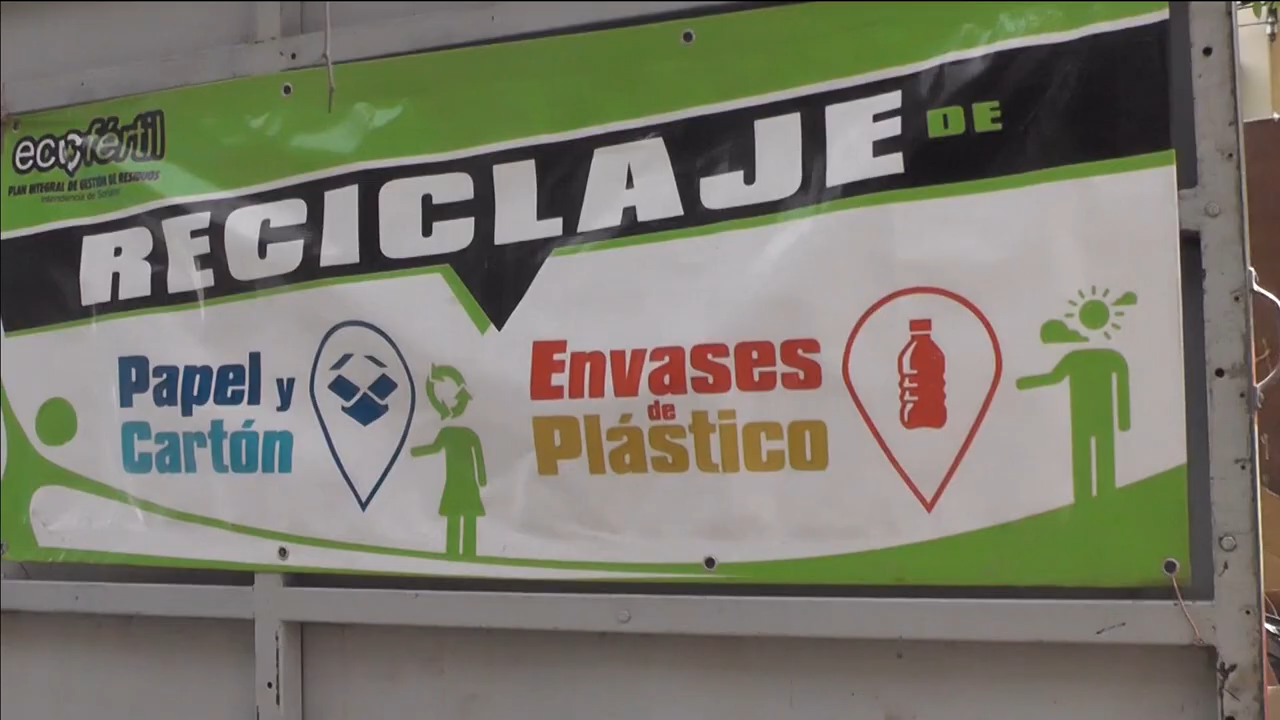 ecofértil
PLAN INTEGRAL DE GESTIÓN DE RESIDUOS
Intendencia de Soriano
RECICLAJE DE
Papel y
Cartón
Envases
de
Plástico